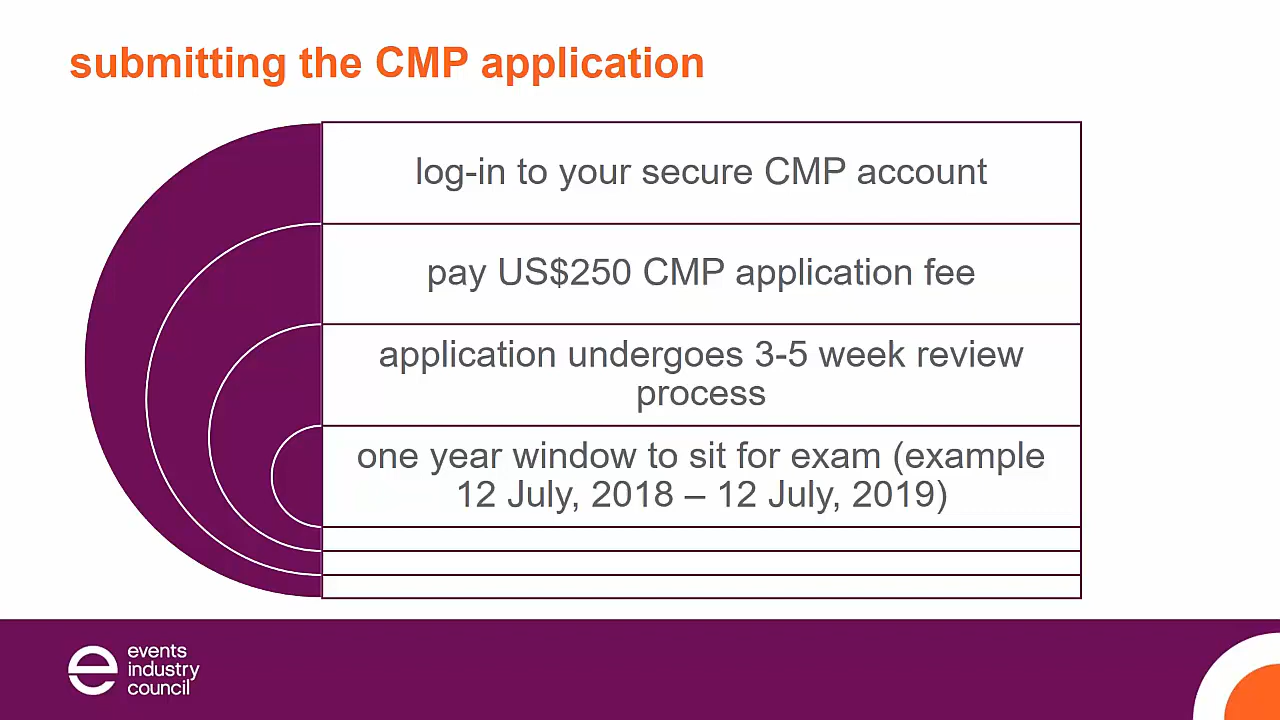 submitting the CMP application
log-in to your secure CMP account
pay US$250 CMP application fee
application undergoes 3-5 week review
process
one year window to sit for exam (example
12 July, 2018 – 12 July, 2019)
events
industry
council